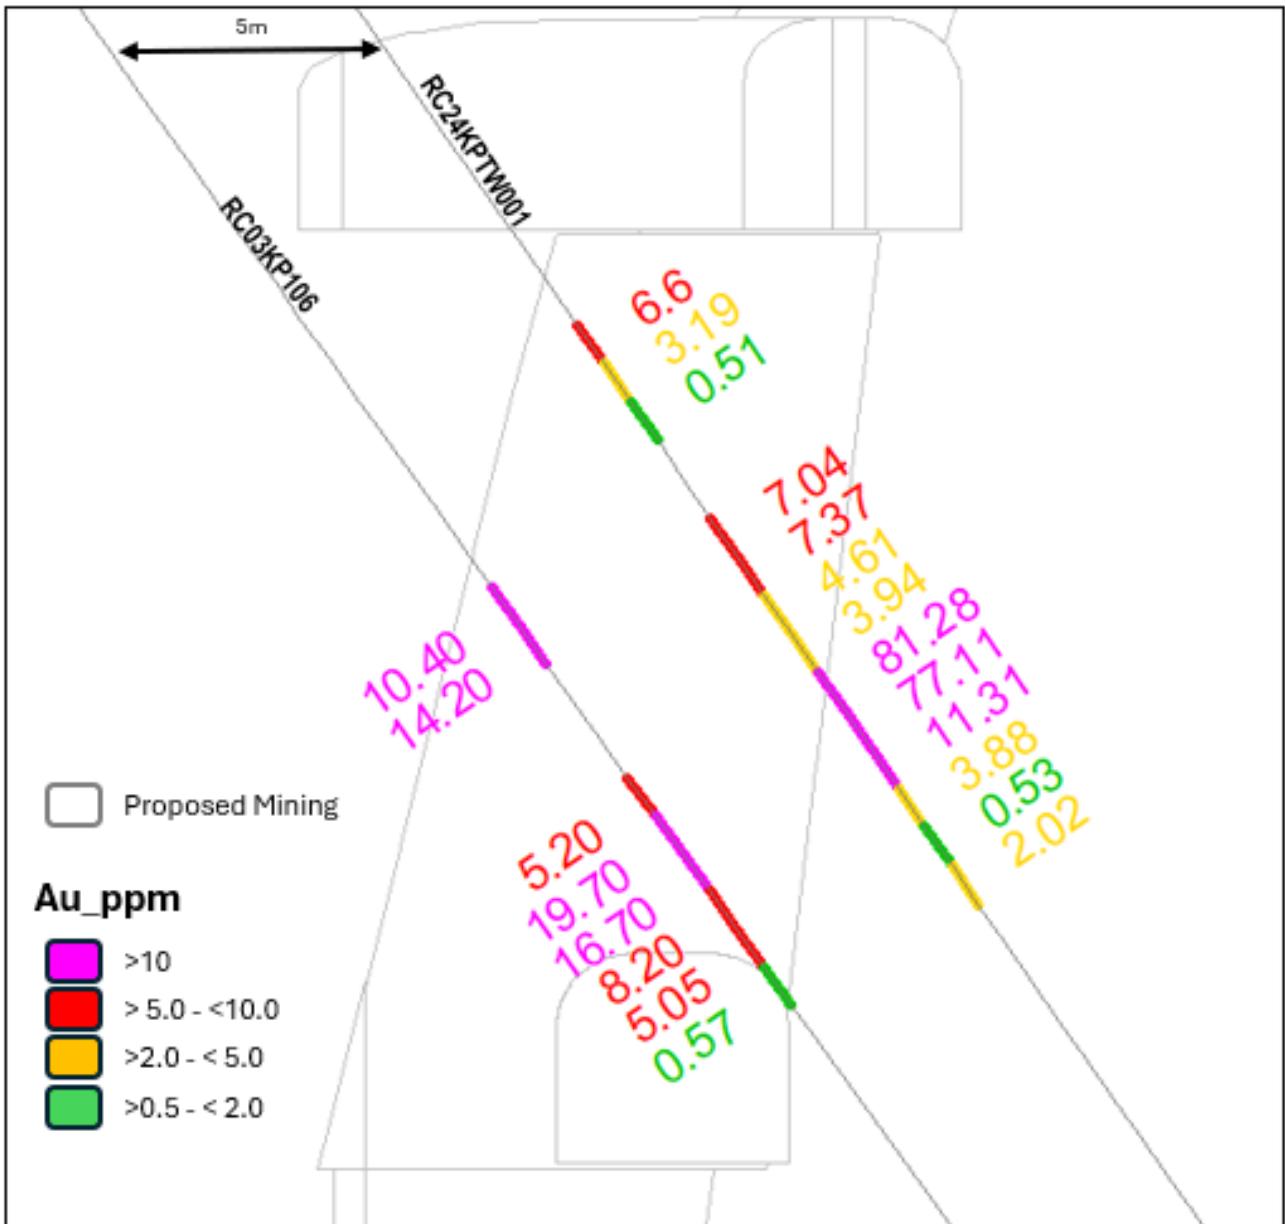 5m
RC24KPTW001
RC03KP106
6.6
3.19
0.51
7.04
7.37
4.61
3.94
81.28
77.11
11.31
3.88
0.53
2.02
10.40
14.20
5.20
19.70
16.70
8.20
5.05
0.57
Proposed Mining
Au_ppm
>10
> 5.0 - <10.0
>2.0 - < 5.0
>0.5 - < 2.0